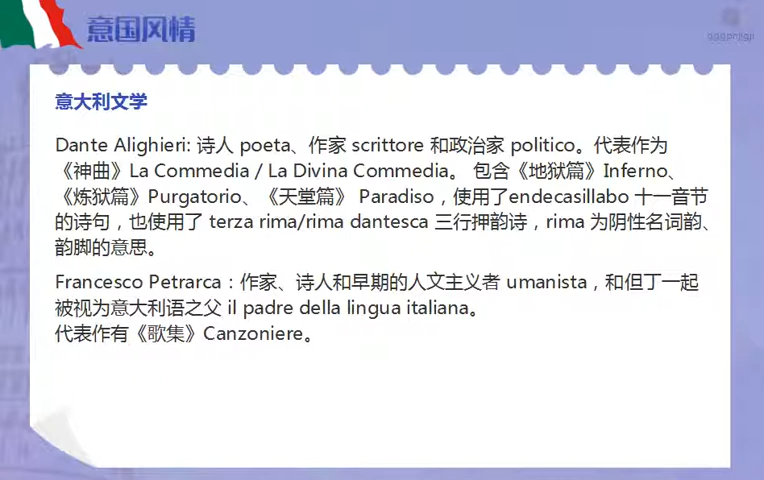 意国风情
意大利文学
Dante Alighieri: 诗人 poeta、作家 scrittore 和政治家 politico。代表作为
《神曲》La Commedia / La Divina Commedia。 包含《地狱篇》Inferno、
《炼狱篇》Purgatorio、《天堂篇》 Paradiso，使用了endecasillabo 十一音节
的诗句，也使用了 terza rima/rima dantesca 三行押韵诗，rima 为阴性名词韵、
韵脚的意思。
Francesco Petrarca：作家、诗人和早期的人文主义者 umanista，和但丁一起
被视为意大利语之父 il padre della lingua italiana。
代表作有《歌集》Canzoniere。